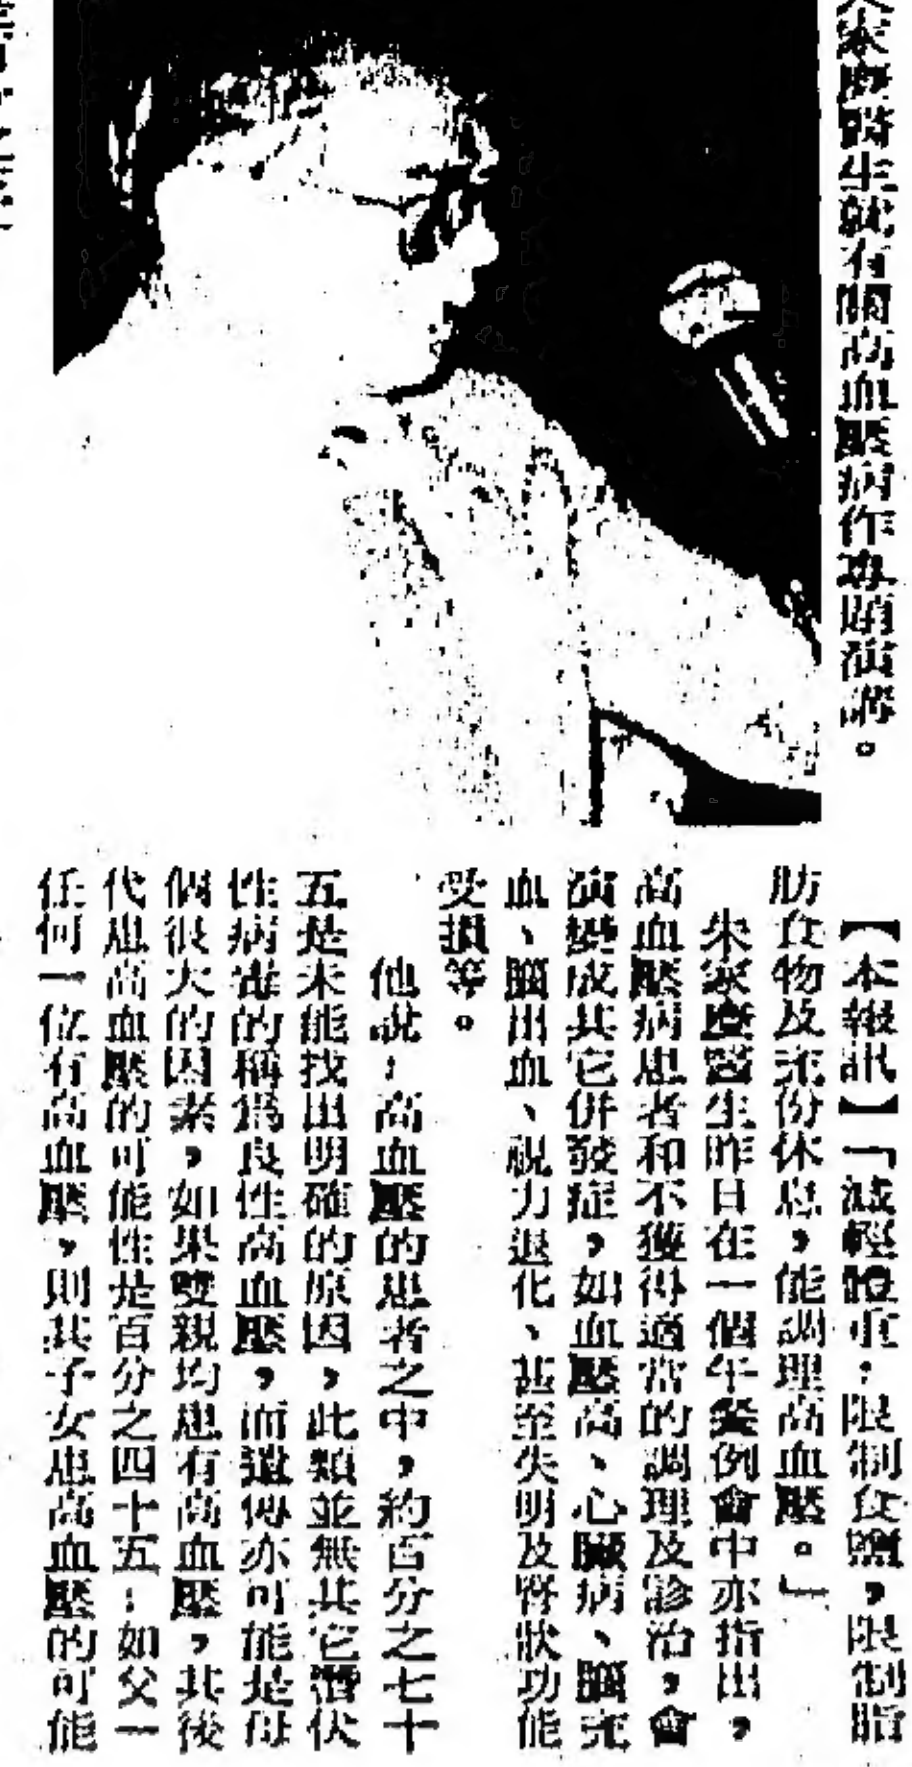 家慶醫生就有關高血壓病作專題演講。
【本報訊】「減輕體重，限制食鹽，限制脂
肪食物及充份休息，能調理高血壓。」
朱家慶醫生昨日在一個午餐例會中亦指出，
高血壓病患者和不獲得適當的調理及診治，會
演變成其它併發症，如血壓高、心臟病、腦充
血、腦出血、視力退化、甚至失明及腎狀功能
受損等。
他說：高血壓的患者之中，約百分之七十
五是未能找出明確的原因，此類並無其它潛伏
性病毒的稱爲良性高血壓，而遺傳亦可能是母
個很大的因素，如果雙親均患有高血壓，其後
代患高血壓的可能性是百分之四十五；如父一
任何一位有高血壓，則其子女患高血壓的可能